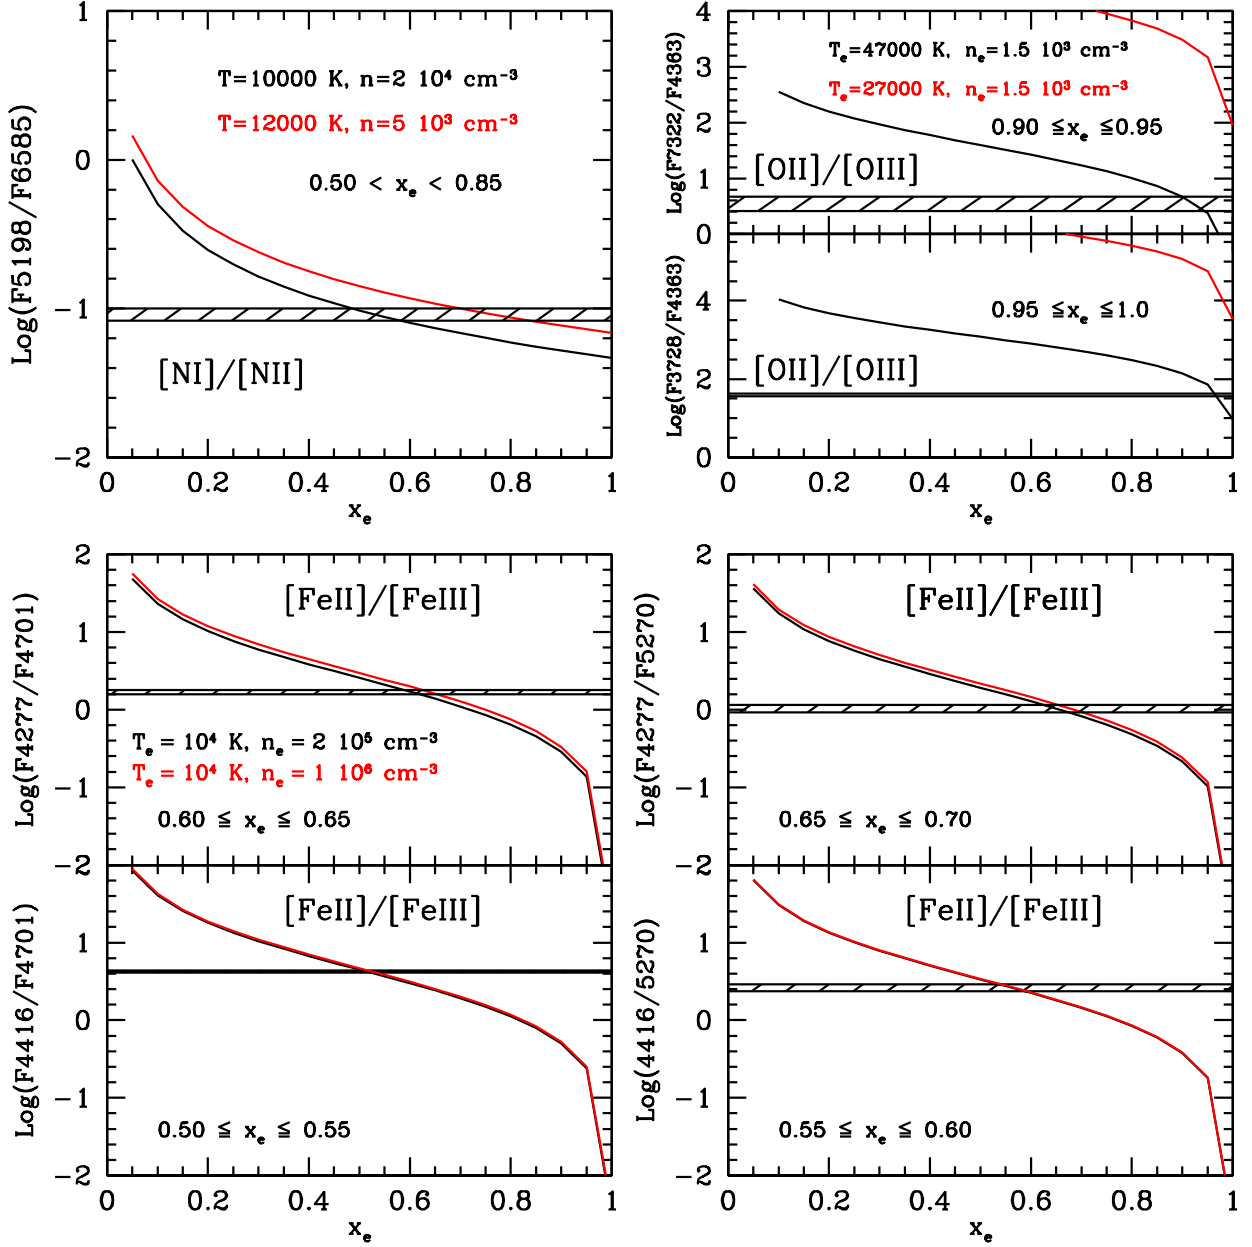 Log(F5198/F6585)
1
0
−1
−2
T=10000 K, n=2 10⁴ cm⁻³
T=12000 K, n=5 10³ cm⁻³
0.50 < xₑ < 0.85
[NI]/[NII]
0 0.2 0.4 0.6 0.8 1
xₑ
Log(F7322/F4363)
4
3
2
1
0
Tₑ=47000 K, nₑ=1.5 10³ cm⁻³
Tₑ=27000 K, nₑ=1.5 10³ cm⁻³
0.90 ≤xₑ ≤0.95
[OII]/[OIII]
Log(F3728/F4363)
4
2
0
0.95 ≤xₑ ≤1.0
[OII]/[OIII]
0 0.2 0.4 0.6 0.8 1
xₑ
Log(F4277/F4701)
2
1
0
−1
−2
[FeII]/[FeIII]
Tₑ = 10⁴ K, nₑ = 2 10⁵ cm⁻³
Tₑ = 10⁴ K, nₑ = 1 10⁶ cm⁻³
0.60 ≦ xₑ ≦ 0.65
Log(F4277/F5270)
2
1
0
−1
−2
[FeII]/[FeIII]
0.65 ≦ xₑ ≦ 0.70
Log(F4416/F4701)
1
0
−1
−2
[FeII]/[FeIII]
0.50 ≦ xₑ ≦ 0.55
0 0.2 0.4 0.6 0.8 1
xₑ
Log(4416/5270)
1
0
−1
−2
[FeII]/[FeIII]
0.55 ≦ xₑ ≦ 0.60
0 0.2 0.4 0.6 0.8 1
xₑ